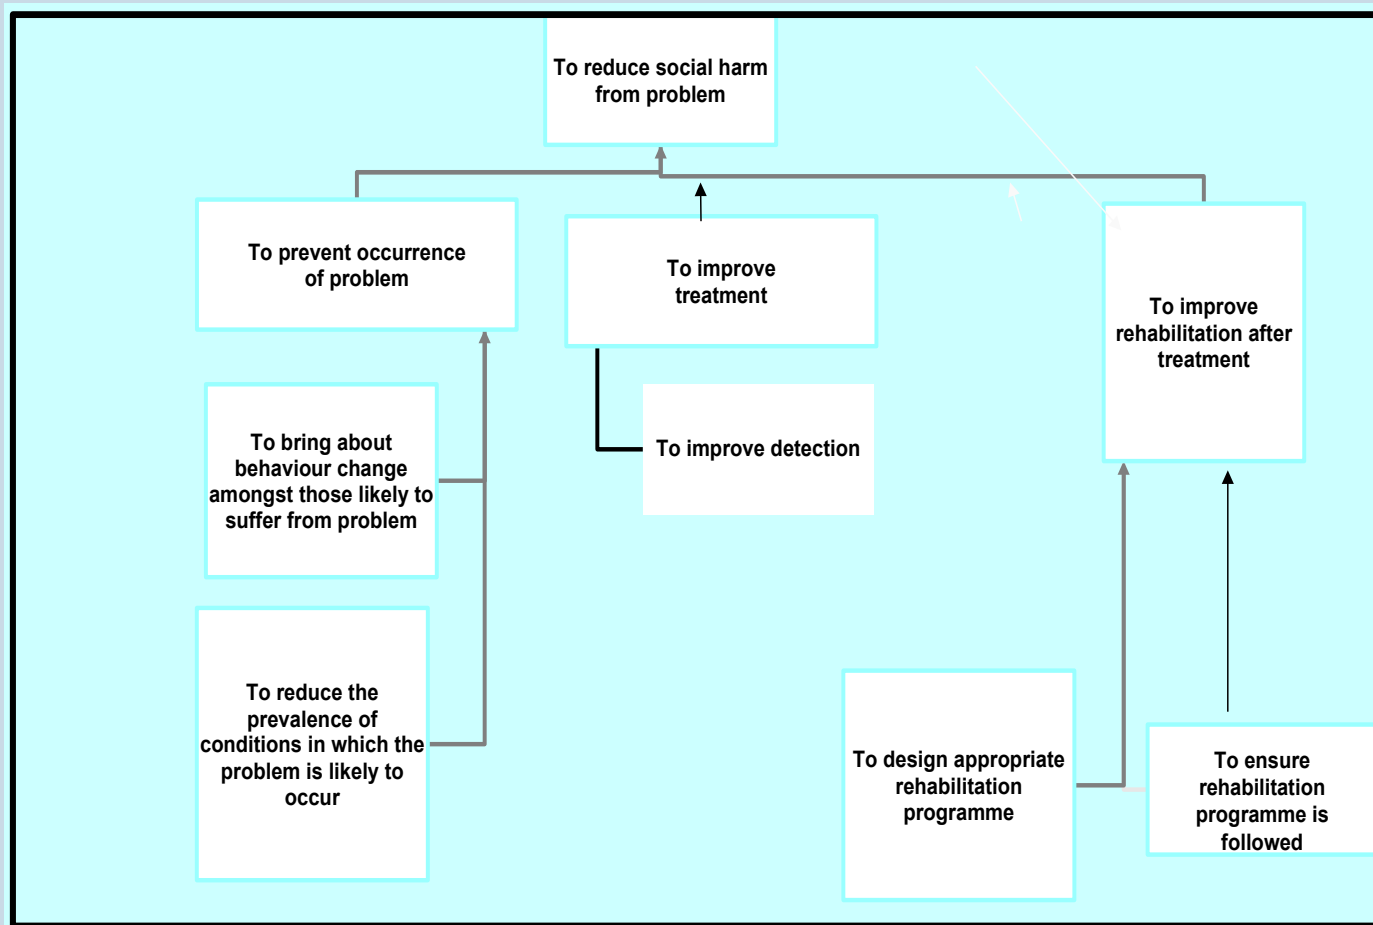 To reduce social harm
from problem
To prevent occurrence
of problem
To improve
treatment
To improve
rehabilitation after
treatment
To bring about
behaviour change
amongst those likely to
suffer from problem
To improve detection
To reduce the
prevalence of
conditions in which the
problem is likely to
occur
To design appropriate
rehabilitation
programme
To ensure
rehabilitation
programme is
followed